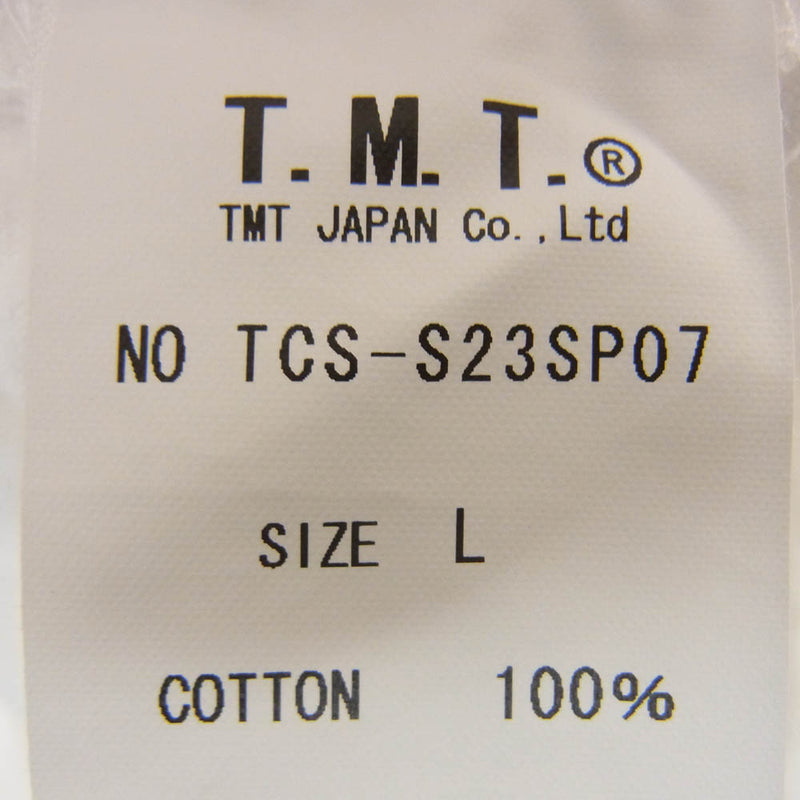 T.M.T.®
TMT JAPAN Co.,Ltd
NO TCS-S23SP07
SIZE L
COTTON 100%